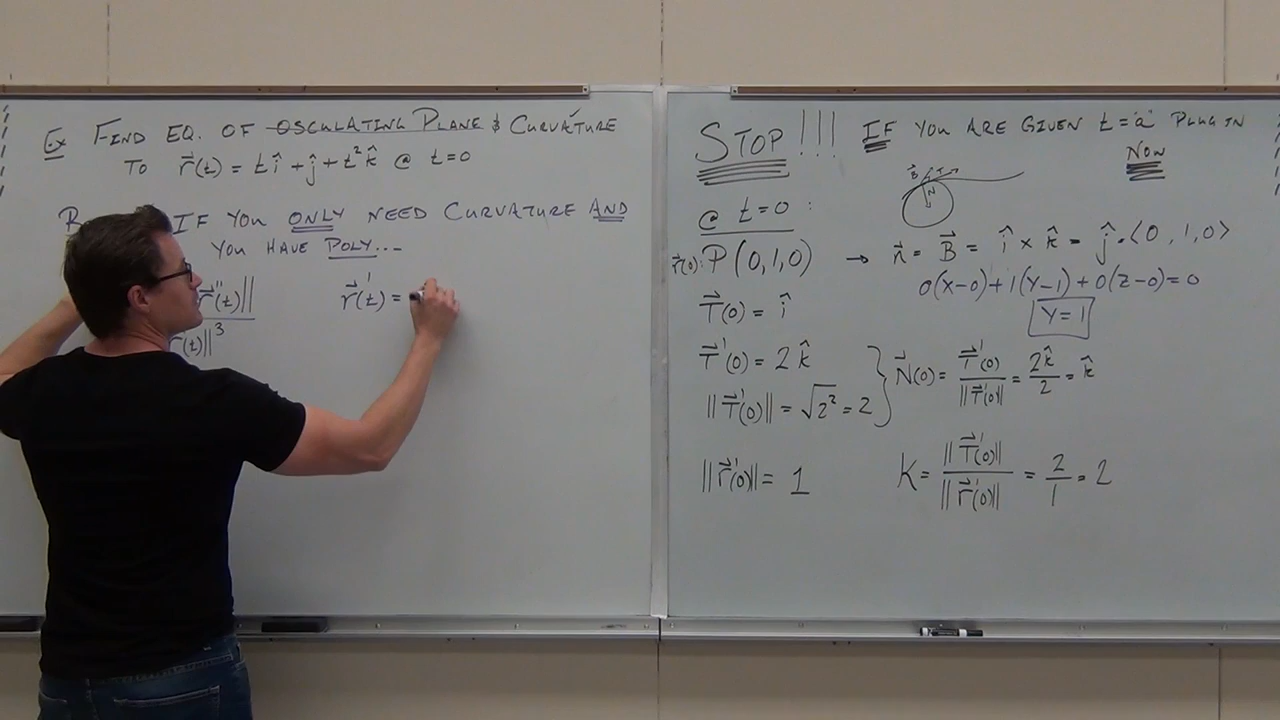 Ex FIND EQ. OF OSCULATING PLANE & CURVATURE
TO r⃗(t) = t î + ĵ + t² k̂ @ t=0
IF YOU ONLY NEED CURVATURE AND
YOU HAVE POLY...
r⃗''(t)|| r⃗'(t) =
(t)||³
STOP!!! IF YOU ARE GIVEN t="a" PLUG IN
NOW
B⃗ T N
@ t=0 :
r⃗(0): P(0,1,0) → n⃗ = B⃗ = î × k̂ = ĵ = <0, 1, 0>
0(x-0)+1(y-1)+0(z-0)=0
y=1
T⃗(0) = î
T⃗'(0) = 2 k̂
||T⃗'(0)|| = √2² = 2
N⃗(0) = T⃗'(0) / ||T⃗'(0)|| = 2k̂/2 = k̂
||r⃗'(0)|| = 1
K = ||T⃗'(0)|| / ||r⃗'(0)|| = 2/1 = 2